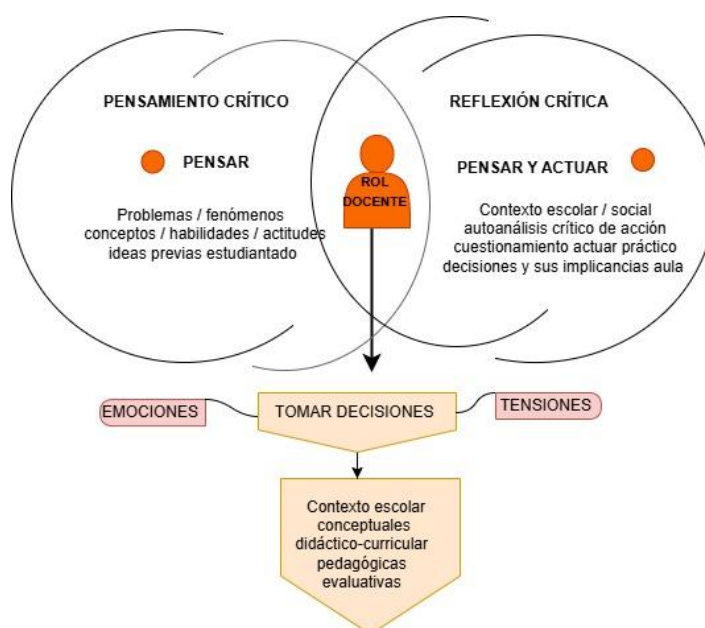 PENSAMIENTO CRÍTICO
PENSAR
Problemas / fenómenos
conceptos / habilidades / actitudes
ideas previas estudiantado
ROL
DOCENTE
REFLEXIÓN CRÍTICA
PENSAR Y ACTUAR
Contexto escolar / social
autoanálisis crítico de acción
cuestionamiento actuar práctico
decisiones y sus implicancias aula
EMOCIONES
TOMAR DECISIONES
TENSIONES
Contexto escolar
conceptuales
didáctico-curricular
pedagógicas
evaluativas